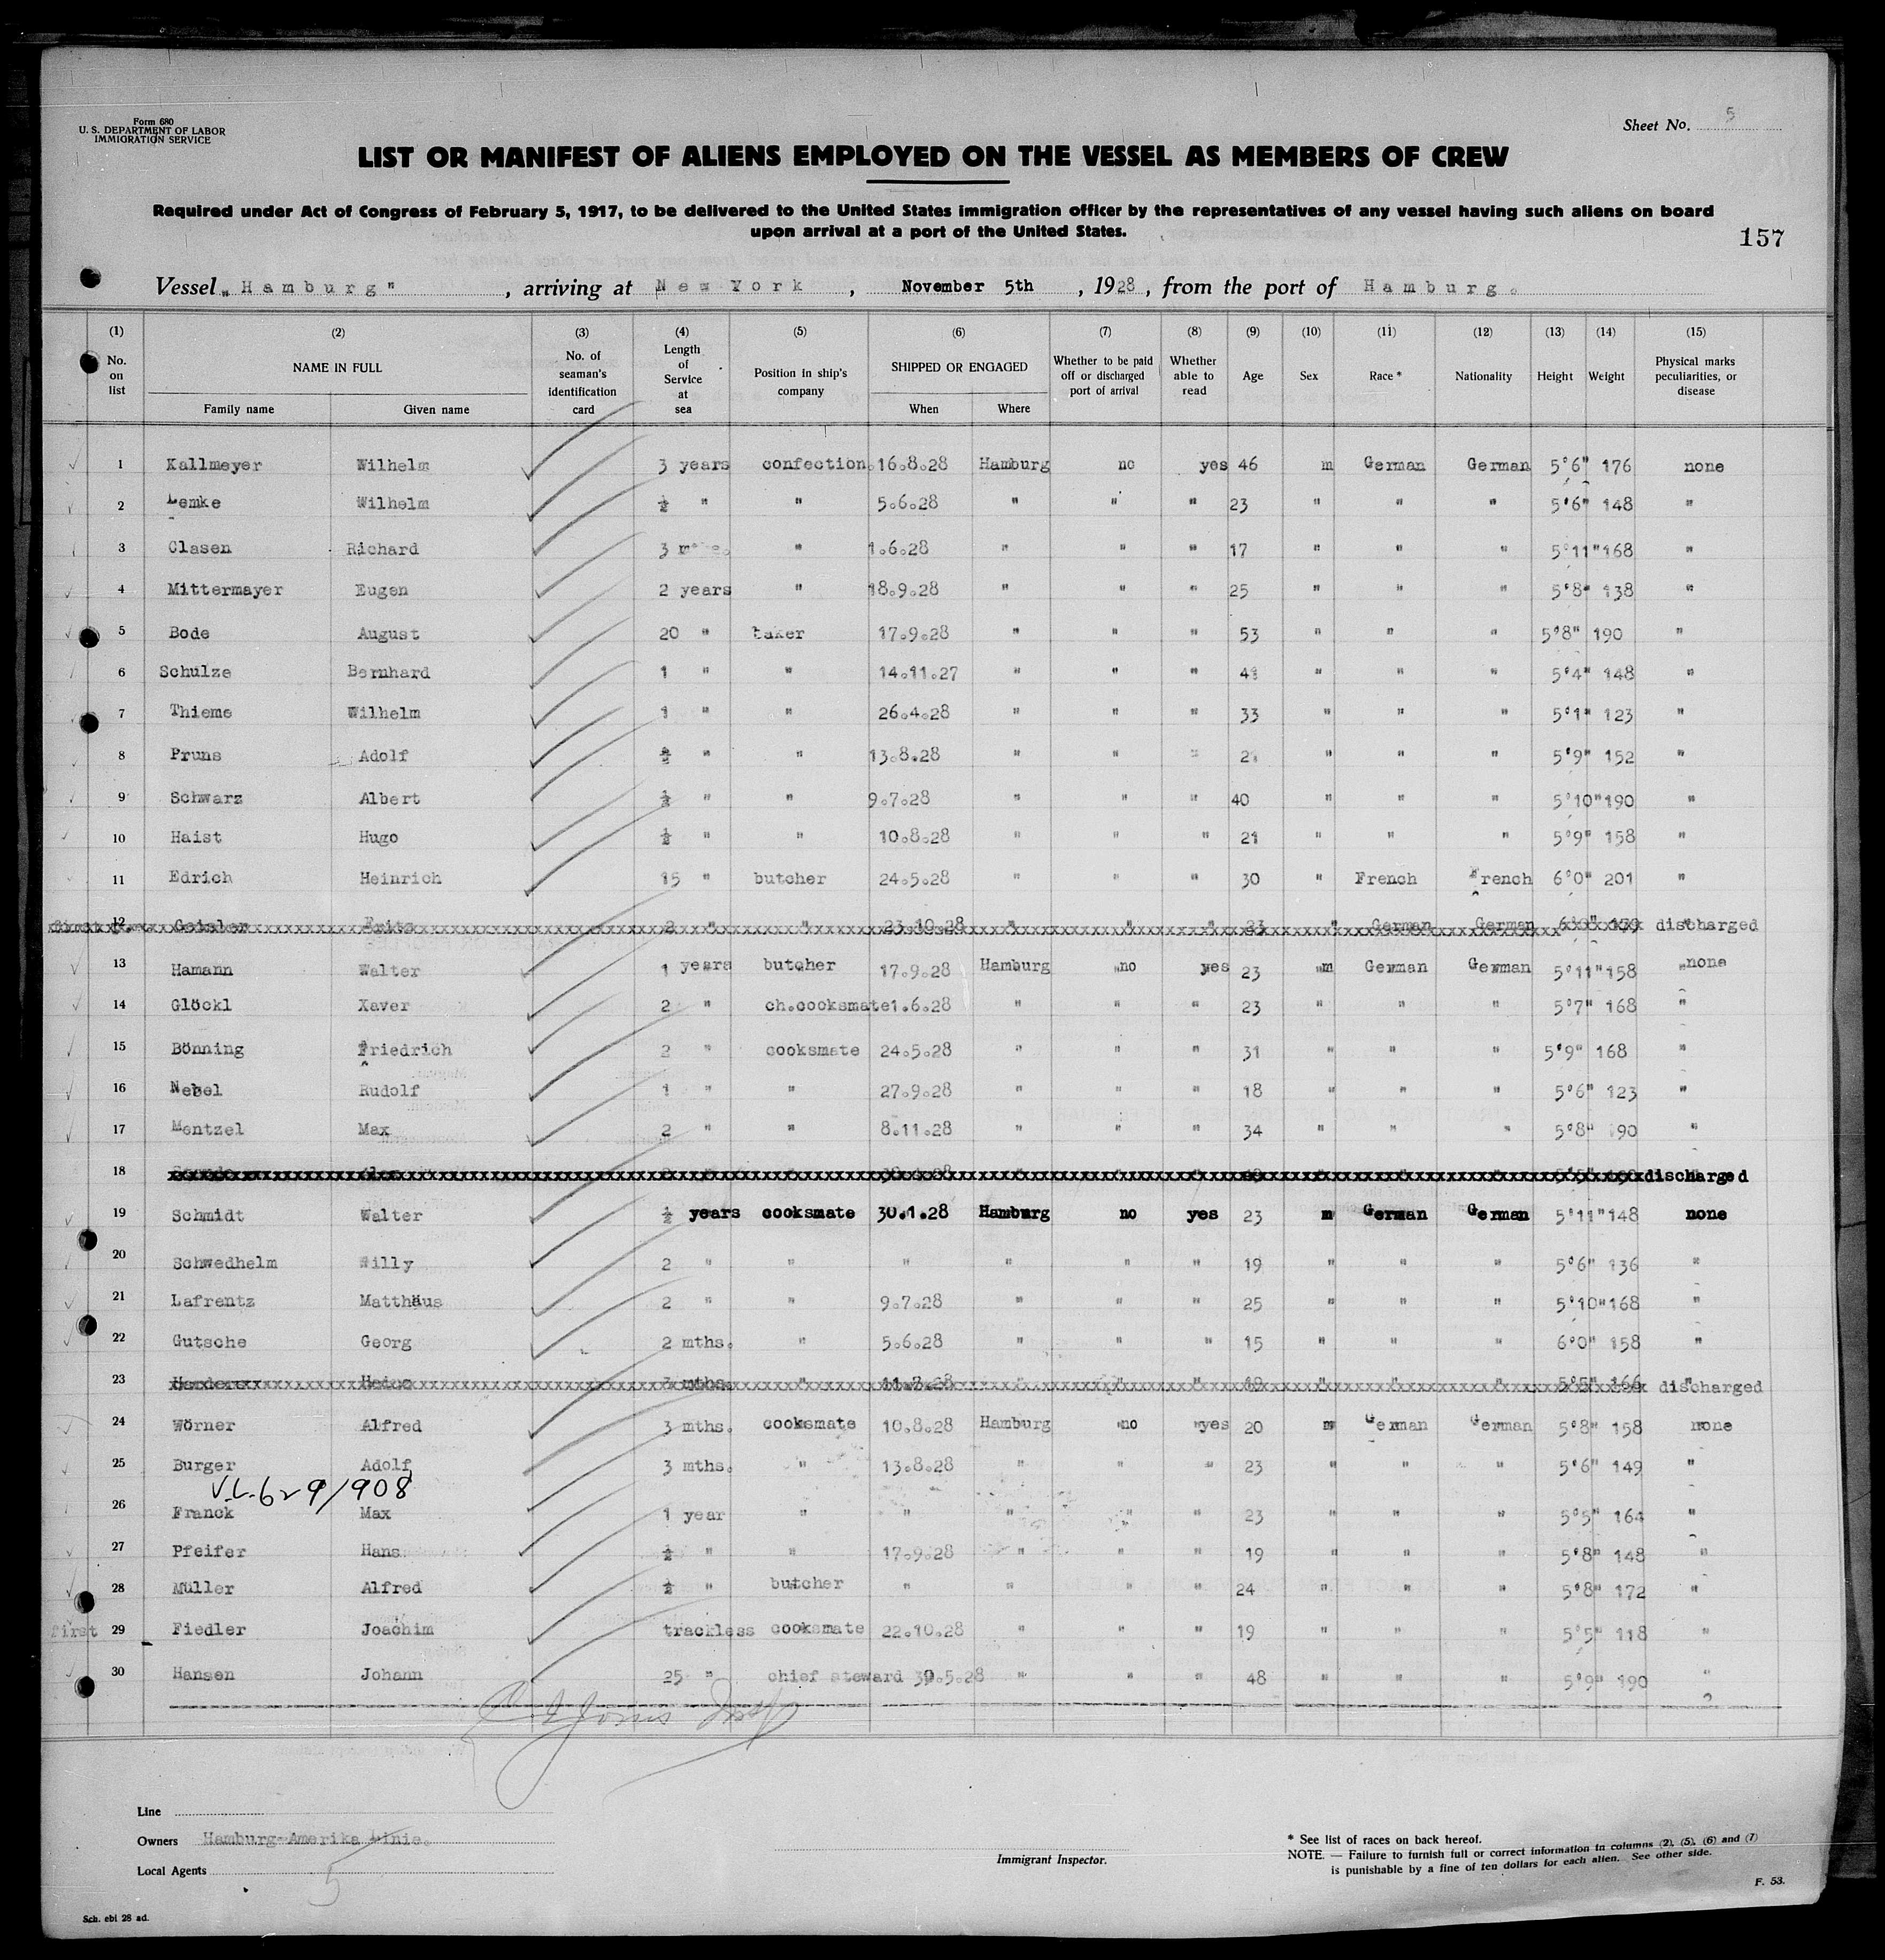 Form 680
U. S. DEPARTMENT OF LABOR
IMMIGRATION SERVICE
Sheet No. 5
LIST OR MANIFEST OF ALIENS EMPLOYED ON THE VESSEL AS MEMBERS OF CREW
Required under Act of Congress of February 5, 1917, to be delivered to the United States immigration officer by the representatives of any vessel having such aliens on board
upon arrival at a port of the United States.
157
Vessel „Hamburg", arriving at New York, November 5th, 1928, from the port of Hamburg.
(1) (2) (3) (4) (5) (6) (7) (8) (9) (10) (11) (12) (13) (14) (15)
No. on list NAME IN FULL Family name Given name No. of seaman's identification card Length of Service at sea Position in ship's company SHIPPED OR ENGAGED When Where Whether to be paid off or discharged port of arrival Whether able to read Age Sex Race * Nationality Height Weight Physical marks peculiarities, or disease
1 Kallmeyer Wilhelm 3 years confection. 16.8.28 Hamburg no yes 46 m German German 5'6" 176 none
2 Lemke Wilhelm ½ " " 5.6.28 " " " 23 " " " 5'6" 148 "
3 Clasen Richard 3 " 1.6.28 " " " 17 " " " 5'11" 168 "
4 Mittermayer Eugen 2 years " 18.9.28 " " " 25 " " " 5'8" 138 "
5 Bode August 20 " baker 17.9.28 " " " 53 " " " 5'8" 190 "
6 Schulze Bernhard 1 " " 14.11.27 " " " " " " 5'4" 148 "
7 Thieme Wilhelm 1 " " 26.4.28 " " " 33 " " " 5'1" 123 "
8 Pruns Adolf ½ " " 13.8.28 " " " 21 " " " 5'9" 152 "
9 Schwarz Albert ½ " " 9.7.28 " " " 40 " " " 5'10" 190 "
10 Haist Hugo ½ " " 10.8.28 " " " 21 " " " 5'9" 158 "
11 Edrich Heinrich 15 " butcher 24.5.28 " " " 30 " French French 6'0" 201 "
first 12 Geisler Fritz 2 " " 23.10.28 " " " 23 " German German 170 discharged
13 Hamann Walter 1 years butcher 17.9.28 Hamburg no yes 23 m German German 5'11" 158 none
14 Glöckl Xaver 2 " ch.cooksmate 1.6.28 " " " 23 " " " 5'7" 168 "
15 Bönning Friedrich 2 " cooksmate 24.5.28 " " " 31 " " " 5'9" 168 "
16 Nebel Rudolf 1 " " 27.9.28 " " " 18 " " " 5'6" 123 "
17 Mentzel Max 2 " " 8.11.28 " " " 34 " " " 5'8" 190 "
18 discharged
19 Schmidt Walter ½ years cooksmate 30.1.28 Hamburg no yes 23 m German German 5'11" 148 none
20 Schwedhelm Willy 2 " " " " " " 19 " " " 5'6" 136 "
21 Lafrentz Matthäus 2 " " 9.7.28 " " " 25 " " " 5'10" 168 "
22 Gutsche Georg 2 mths. " 5.6.28 " " " 15 " " " 6'0" 158 "
23 mths. " " " " 19 " " " 5'5" 166 discharged
24 Wörner Alfred 3 mths. cooksmate 10.8.28 Hamburg no yes 20 m German German 5'8" 158 none
25 Burger Adolf 3 mths. " 13.8.28 " " " 23 " " " 5'6" 149 "
V.L. 629/908
26 Franck Max 1 year " " " " " 23 " " " 5'5" 164 "
27 Pfeifer Hans ½ " " 17.9.28 " " " 19 " " " 5'8" 148 "
28 Müller Alfred ½ " butcher " " " " 24 " " " 5'8" 172 "
first 29 Fiedler Joachim trackless cooksmate 22.10.28 " " " 19 " " " 5'5" 118 "
30 Hansen Johann 25 " chief steward 30.5.28 " " " 48 " " " 5'9" 190 "
Line
Owners Hamburg-Amerika Linie.
Local Agents
5
Immigrant Inspector.
* See list of races on back hereof.
NOTE. — Failure to furnish full or correct information in columns (2), (5), (6) and (7)
is punishable by a fine of ten dollars for each alien. See other side.
F. 53.
Sch. ebi 28 ad.